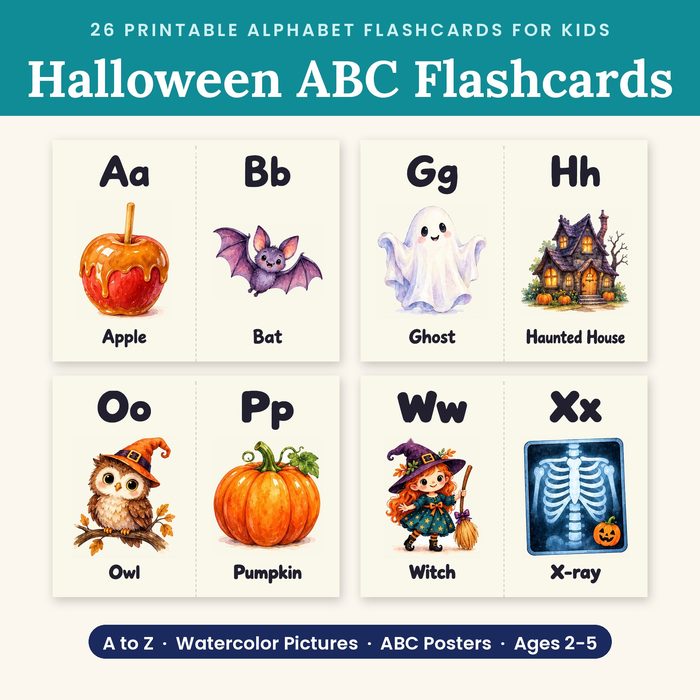 26 PRINTABLE ALPHABET FLASHCARDS FOR KIDS
Halloween ABC Flashcards
Aa
Apple
Bb
Bat
Gg
Ghost
Hh
Haunted House
Oo
Owl
Pp
Pumpkin
Ww
Witch
Xx
X-ray
A to Z · Watercolor Pictures · ABC Posters · Ages 2-5